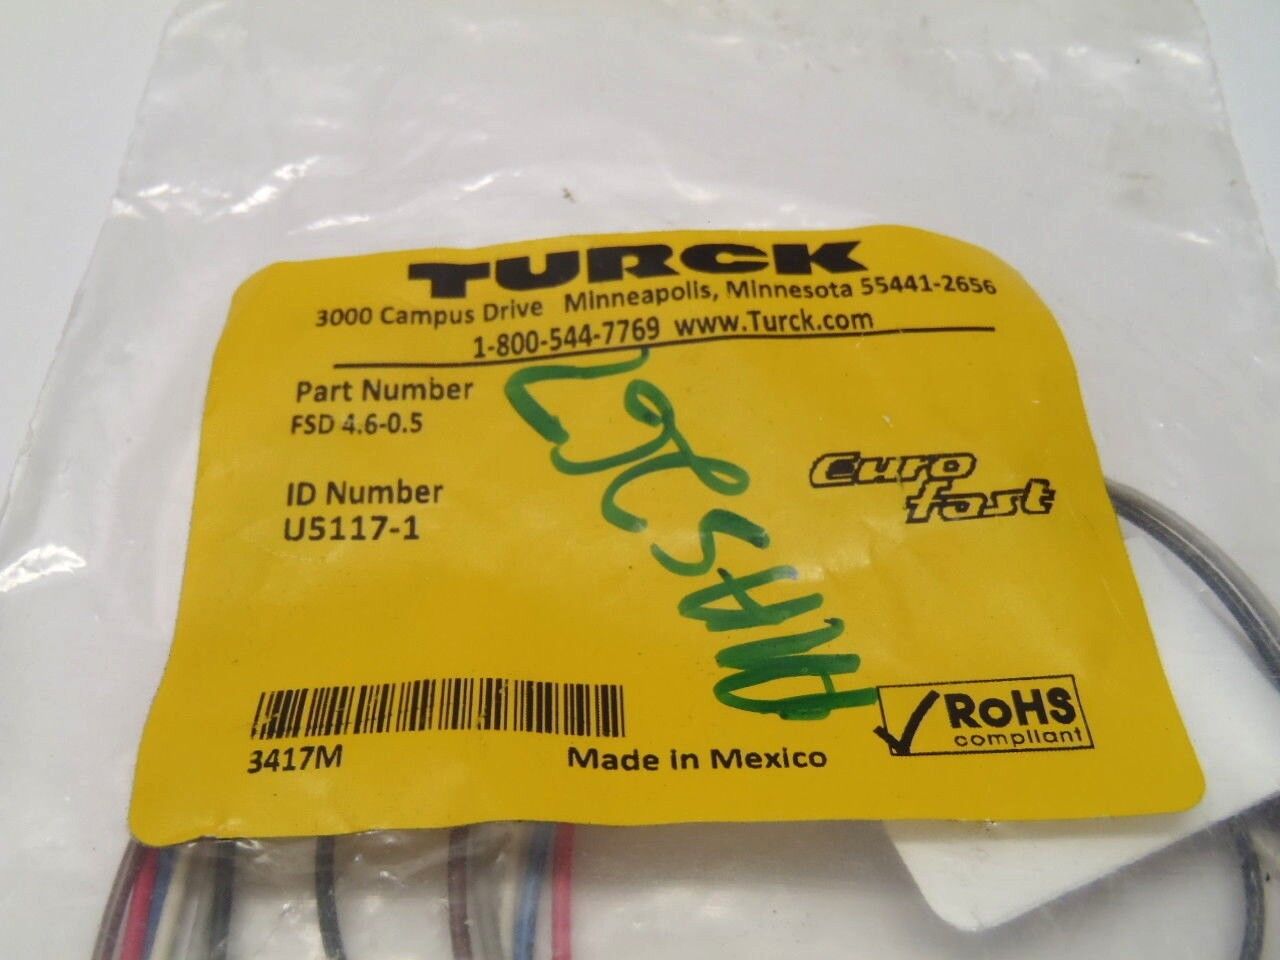 TURCK
3000 Campus Drive Minneapolis, Minnesota 55441-2656
1-800-544-7769 www.Turck.com
Part Number
FSD 4.6-0.5
ID Number
U5117-1
Euro
fast
3417M
Made in Mexico
RoHS
compliant